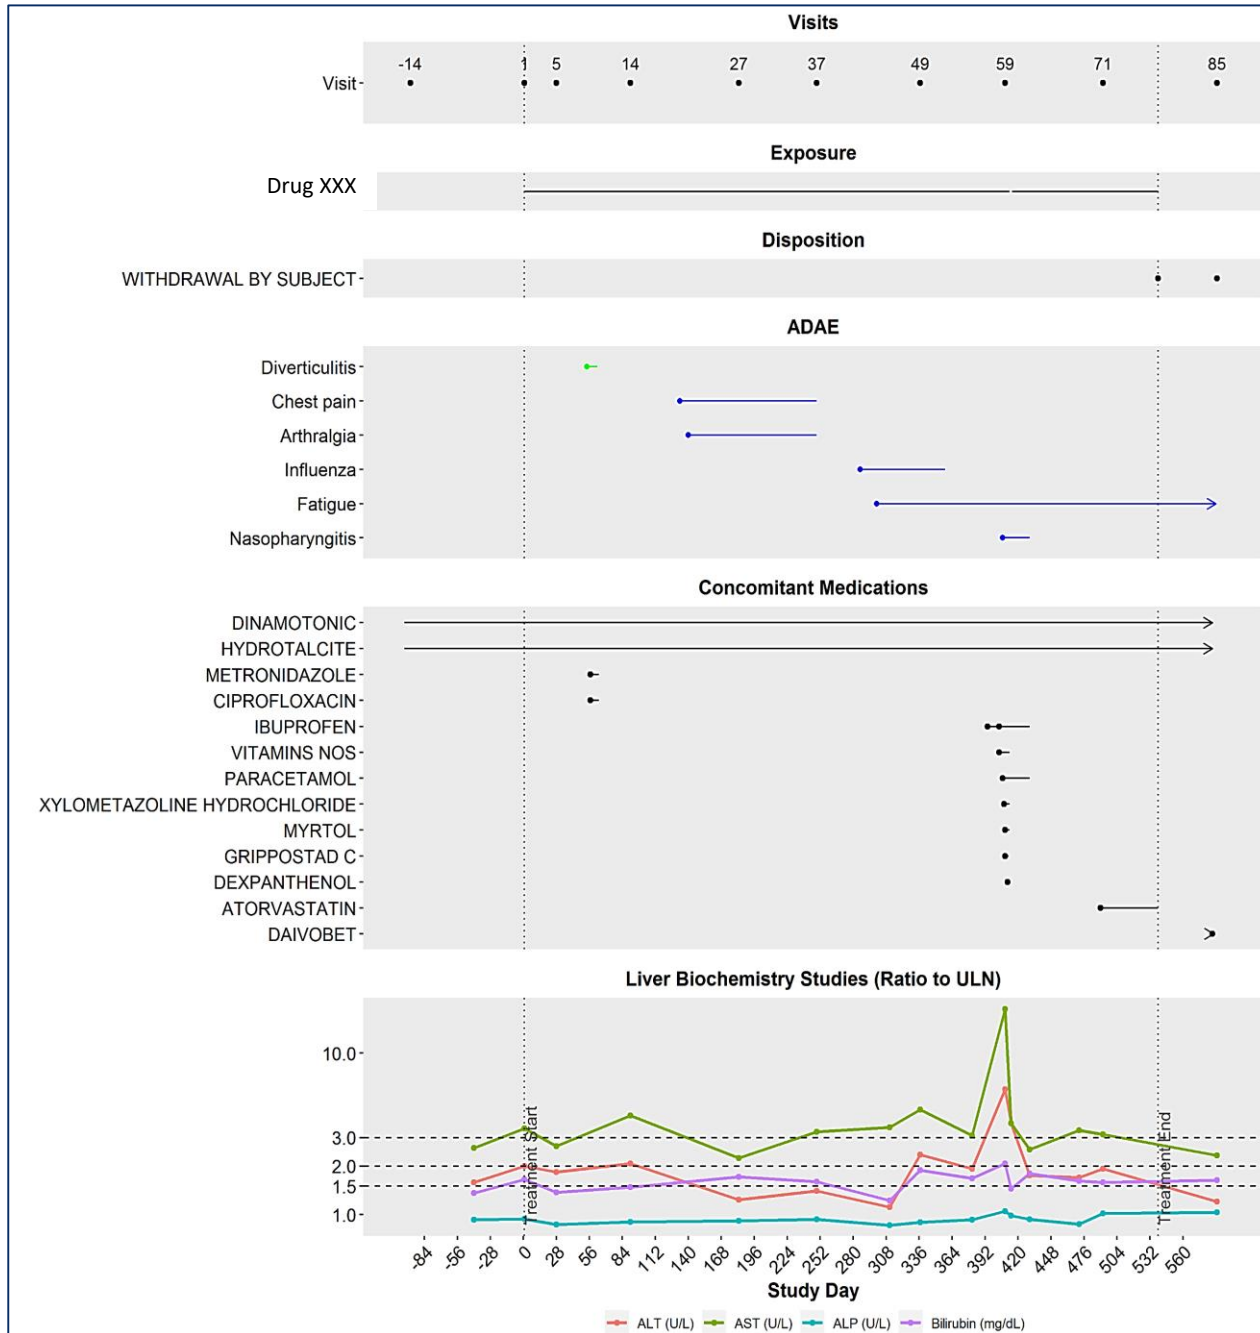 Visits
-14 1 5 14 27 37 49 59 71 85
Visit
Exposure
Drug XXX
Disposition
WITHDRAWAL BY SUBJECT
ADAE
Diverticulitis
Chest pain
Arthralgia
Influenza
Fatigue
Nasopharyngitis
Concomitant Medications
DINAMOTONIC
HYDROTALCITE
METRONIDAZOLE
CIPROFLOXACIN
IBUPROFEN
VITAMINS NOS
PARACETAMOL
XYLOMETAZOLINE HYDROCHLORIDE
MYRTOL
GRIPPOSTAD C
DEXPANTHENOL
ATORVASTATIN
DAIVOBET
Liver Biochemistry Studies (Ratio to ULN)
10.0
3.0
2.0
1.5
1.0
Treatment Start
Treatment End
-84 -56 -28 0 28 56 84 112 140 168 196 224 252 280 308 336 364 392 420 448 476 504 532 560
Study Day
ALT (U/L) AST (U/L) ALP (U/L) Bilirubin (mg/dL)